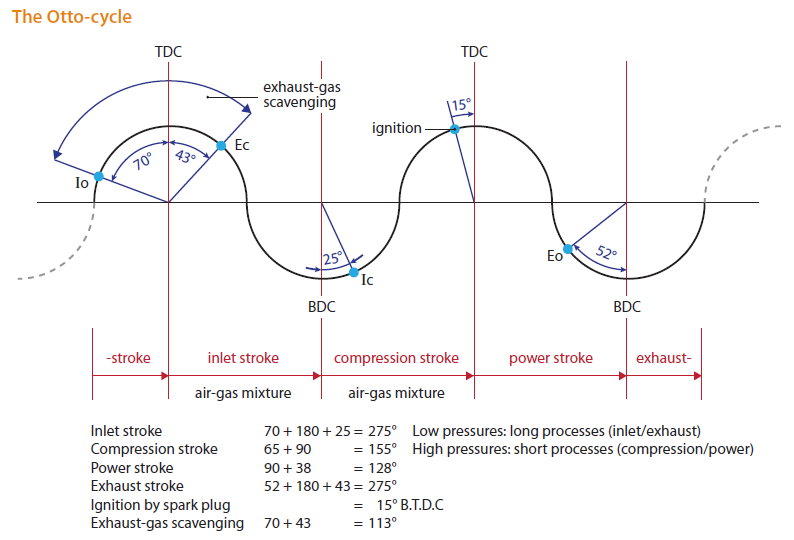 The Otto-cycle
TDC
TDC
exhaust-gas
scavenging
15°
ignition
Ec
70°
43°
Io
25°
Ic
Eo
52°
BDC
BDC
-stroke
inlet stroke
compression stroke
power stroke
exhaust-
air-gas mixture
air-gas mixture
Inlet stroke 70 + 180 + 25 = 275° Low pressures: long processes (inlet/exhaust)
Compression stroke 65 + 90 = 155° High pressures: short processes (compression/power)
Power stroke 90 + 38 = 128°
Exhaust stroke 52 + 180 + 43 = 275°
Ignition by spark plug = 15° B.T.D.C
Exhaust-gas scavenging 70 + 43 = 113°